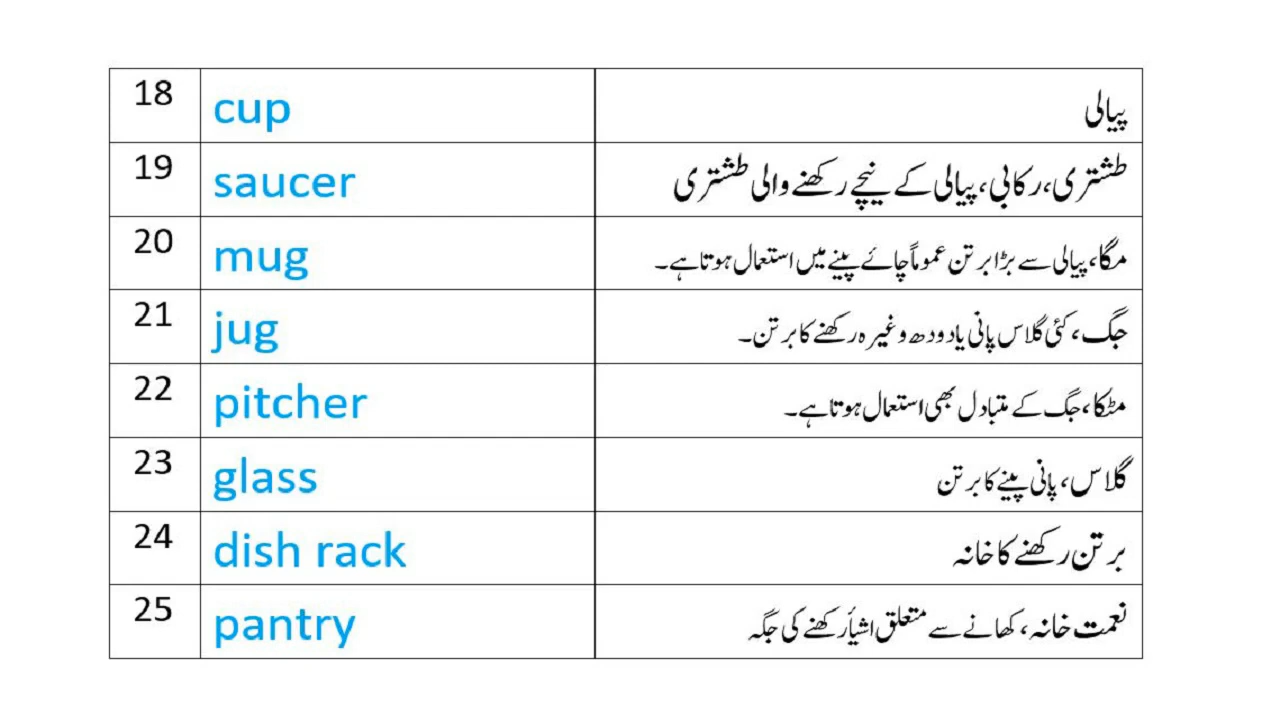 18 cup پیالی
19 saucer طشتری، رکابی، پیالی کے نیچے رکھنے والی طشتری
20 mug مگا، پیالی سے بڑا برتن عموماً چائے پینے میں استعمال ہوتا ہے۔
21 jug جگ، کئی گلاس پانی یا دودھ وغیرہ رکھنے کا برتن۔
22 pitcher مٹکا، جگ کے متبادل بھی استعمال ہوتا ہے۔
23 glass گلاس، پانی پینے کا برتن
24 dish rack برتن رکھنے کا خانہ
25 pantry نعمت خانہ، کھانے سے متعلق اشیأ رکھنے کی جگہ